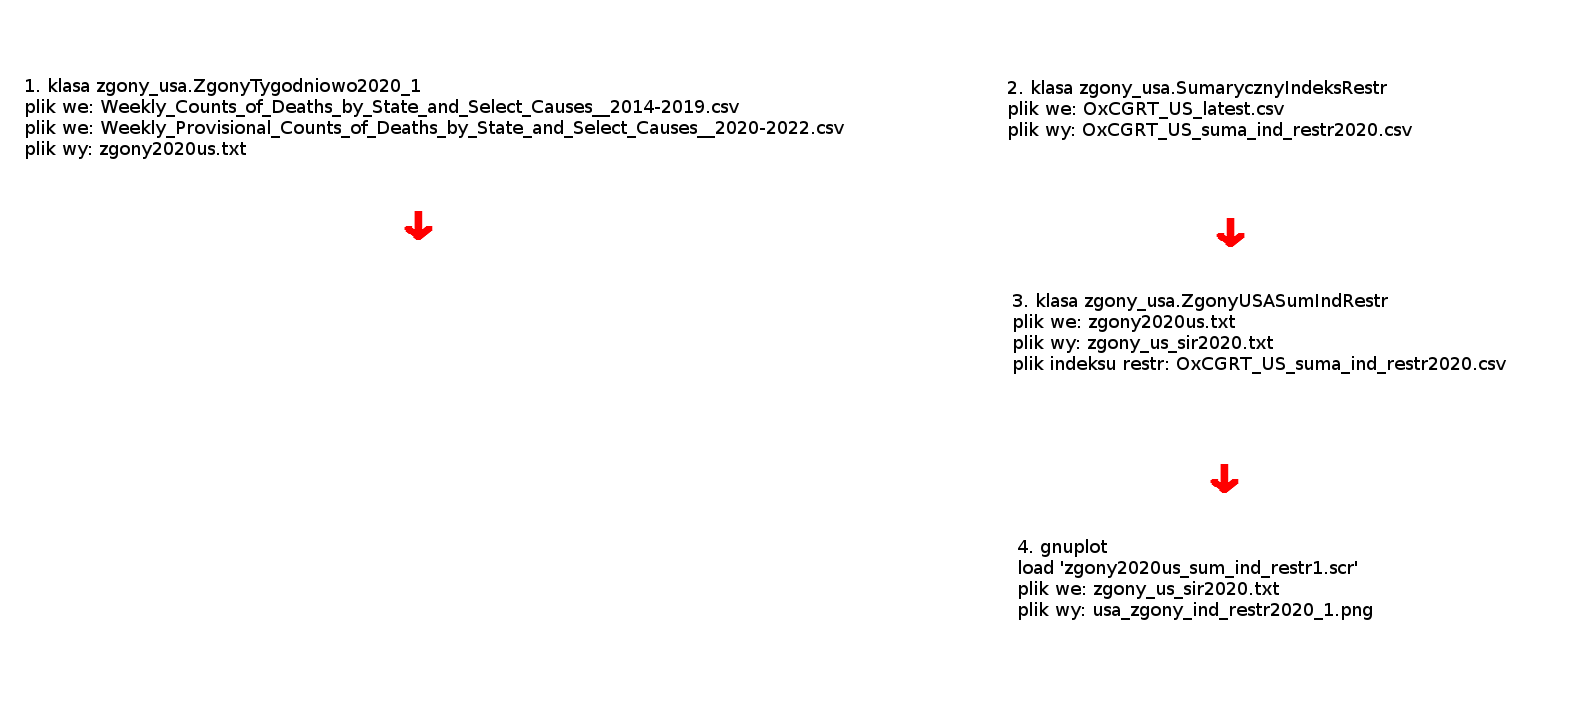 1. klasa zgony_usa.ZgonyTygodniowo2020_1
plik we: Weekly_Counts_of_Deaths_by_State_and_Select_Causes__2014-2019.csv
plik we: Weekly_Provisional_Counts_of_Deaths_by_State_and_Select_Causes__2020-2022.csv
plik wy: zgony2020us.txt
2. klasa zgony_usa.SumarycznyIndeksRestr
plik we: OxCGRT_US_latest.csv
plik wy: OxCGRT_US_suma_ind_restr2020.csv
3. klasa zgony_usa.ZgonyUSASumIndRestr
plik we: zgony2020us.txt
plik wy: zgony_us_sir2020.txt
plik indeksu restr: OxCGRT_US_suma_ind_restr2020.csv
4. gnuplot
load 'zgony2020us_sum_ind_restr1.scr'
plik we: zgony_us_sir2020.txt
plik wy: usa_zgony_ind_restr2020_1.png